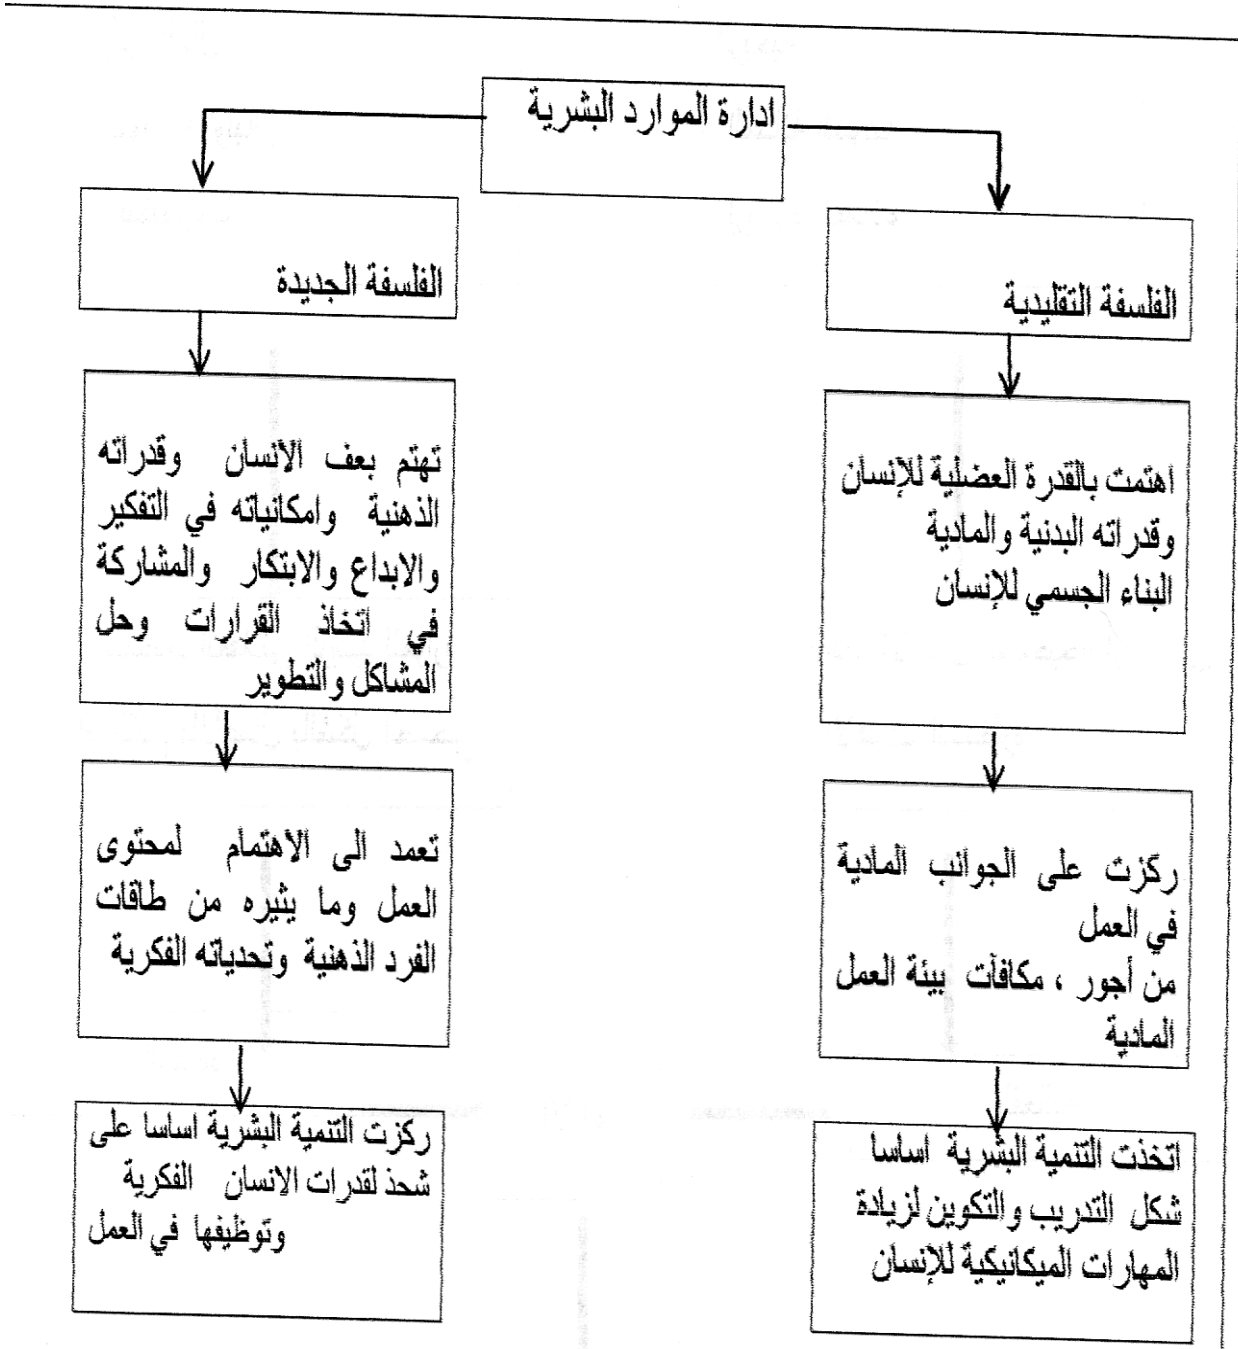 ادارة الموارد البشرية
الفلسفة التقليدية
اهتمت بالقدرة العضلية للإنسان
وقدراته البدنية والمادية
البناء الجسمي للإنسان
ركزت على الجوانب المادية
في العمل
من أجور ، مكافآت بيئة العمل
المادية
اتخذت التنمية البشرية اساسا
شكل التدريب والتكوين لزيادة
المهارات الميكانيكية للإنسان
الفلسفة الجديدة
تهتم بعف الانسان وقدراته
الذهنية وامكانياته في التفكير
والابداع والابتكار والمشاركة
في اتخاذ القرارات وحل
المشاكل والتطوير
تعمد الى الاهتمام لمحتوى
العمل وما يثيره من طاقات
الفرد الذهنية وتحدياته الفكرية
ركزت التنمية البشرية اساسا على
شحذ لقدرات الانسان الفكرية
وتوظيفها في العمل